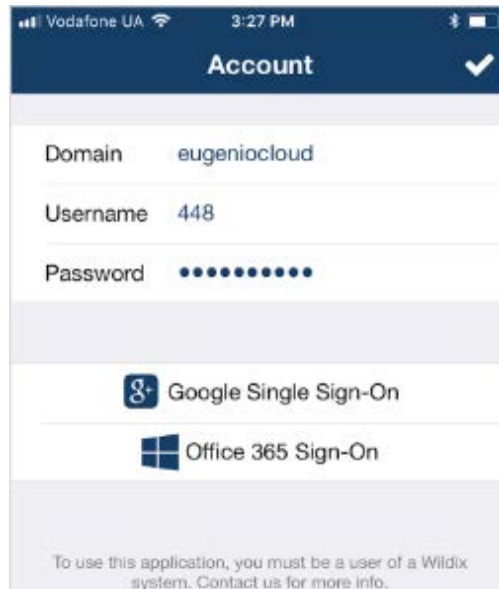 Vodafone UA 3:27 PM
Account
Domain eugeniocloud
Username 448
Password ••••••••••
8+ Google Single Sign-On
Office 365 Sign-On
To use this application, you must be a user of a Wildix
system. Contact us for more info.